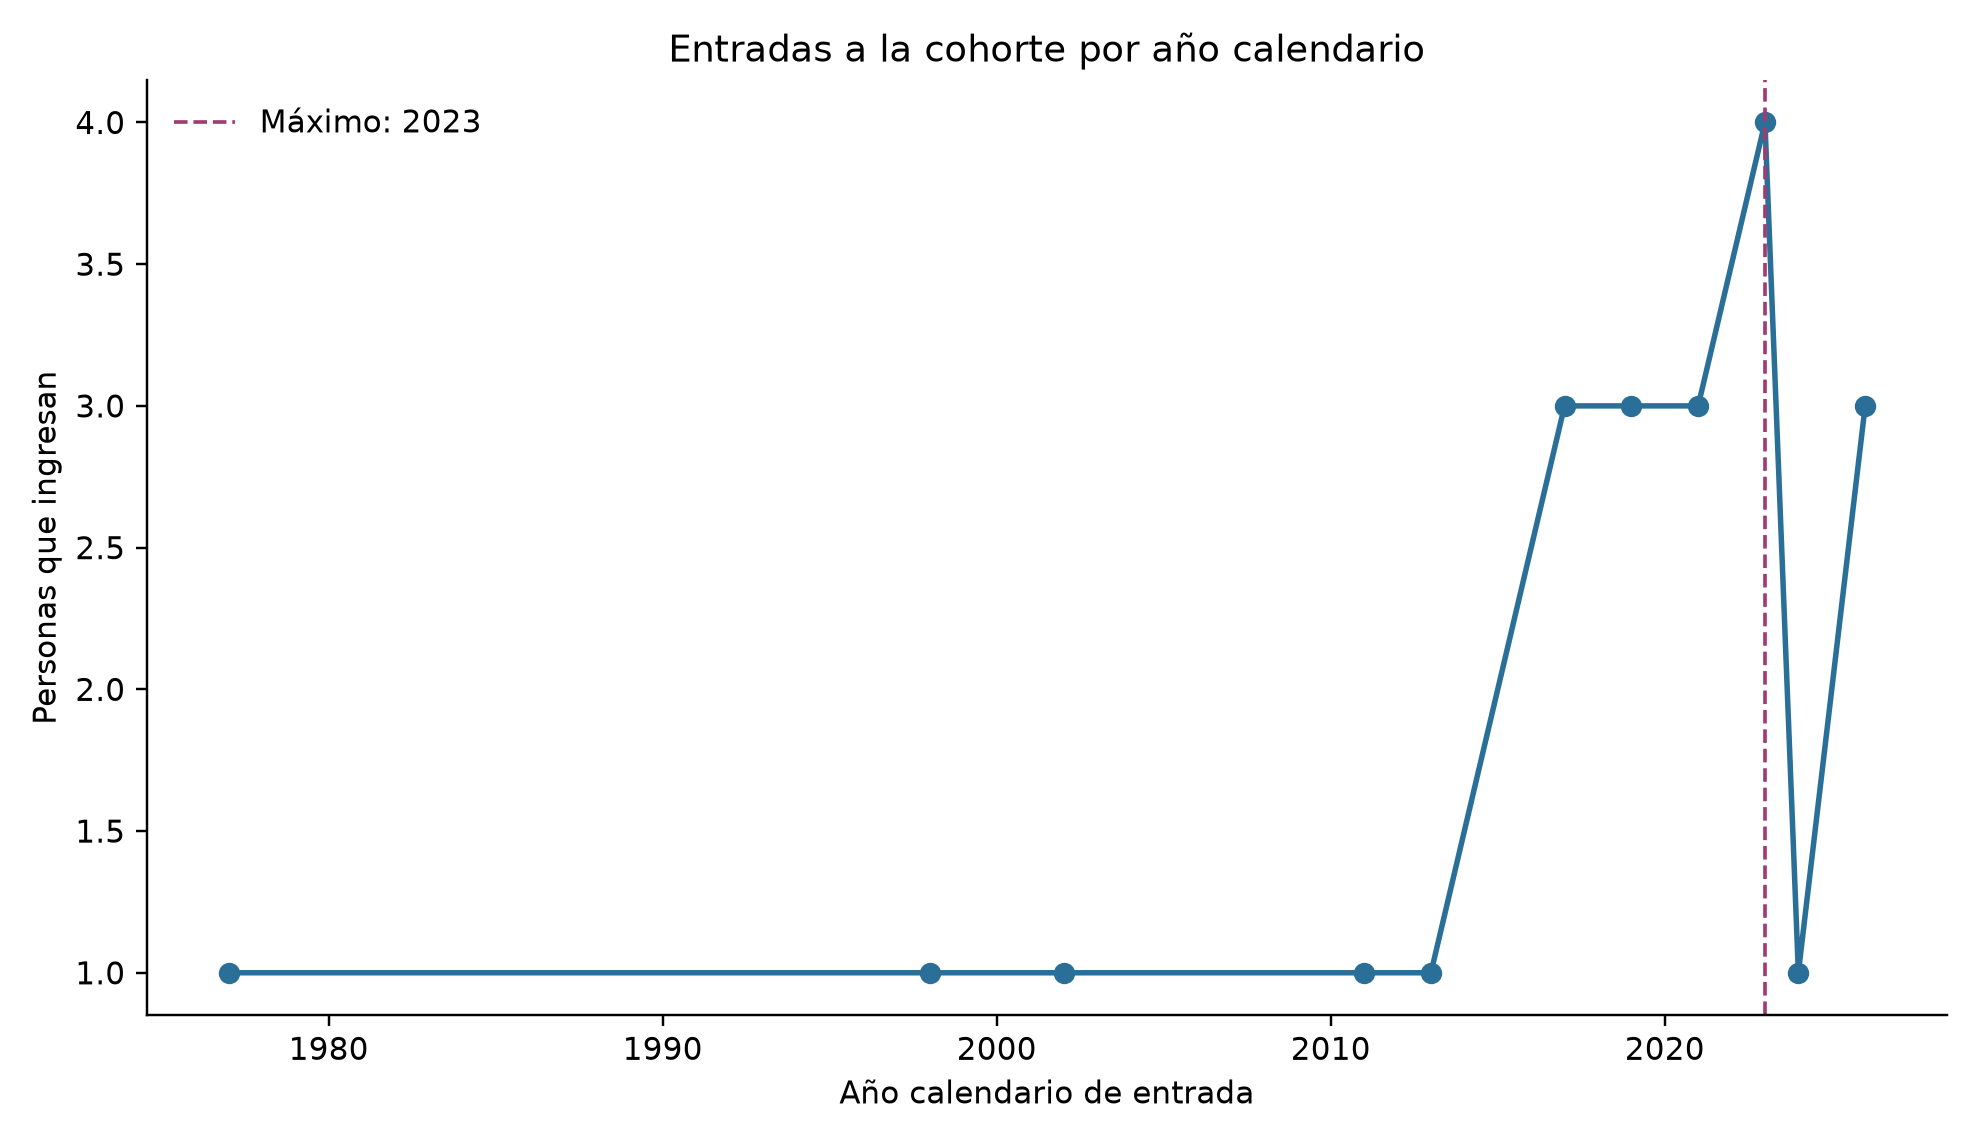 Entradas a la cohorte por año calendario
Máximo: 2023
4.0
3.5
3.0
2.5
2.0
1.5
1.0
Personas que ingresan
1980 1990 2000 2010 2020
Año calendario de entrada